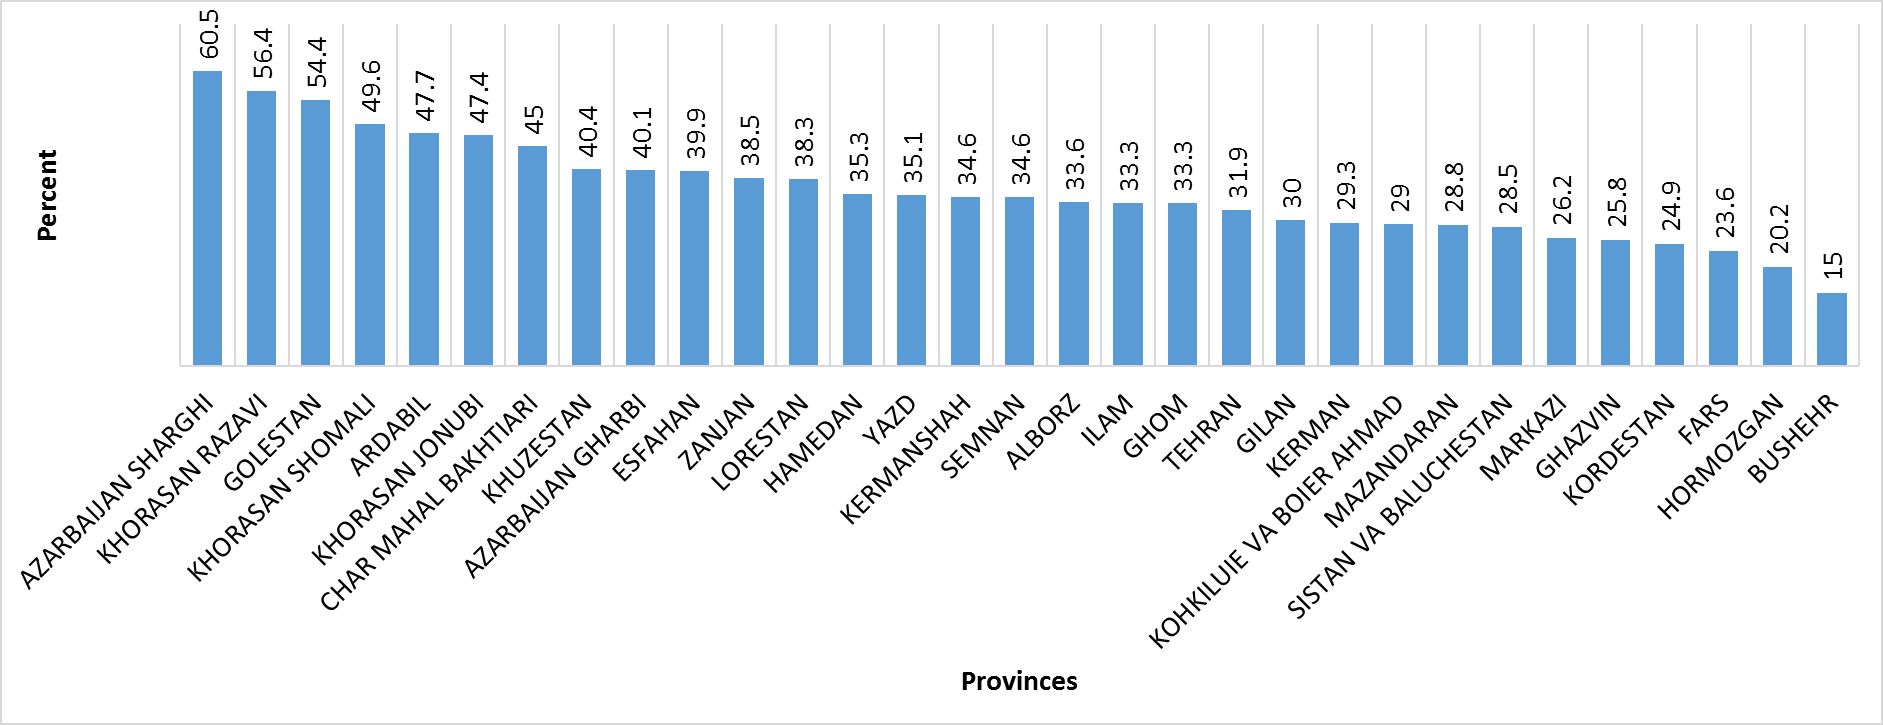 60.5
56.4
54.4
49.6
47.7
47.4
45
40.4
40.1
39.9
38.5
38.3
35.3
35.1
34.6
34.6
33.6
33.3
33.3
31.9
30
29.3
29
28.8
28.5
26.2
25.8
24.9
23.6
20.2
15
Percent
AZARBAIJAN SHARGHI
KHORASAN RAZAVI
GOLESTAN
KHORASAN SHOMALI
ARDABIL
KHORASAN JONUBI
CHAR MAHAL BAKHTIARI
KHUZESTAN
AZARBAIJAN GHARBI
ESFAHAN
ZANJAN
LORESTAN
HAMEDAN
YAZD
KERMANSHAH
SEMNAN
ALBORZ
ILAM
GHOM
TEHRAN
GILAN
KERMAN
KOHKILUIE VA BOIER AHMAD
MAZANDARAN
SISTAN VA BALUCHESTAN
MARKAZI
GHAZVIN
KORDESTAN
FARS
HORMOZGAN
BUSHEHR
Provinces